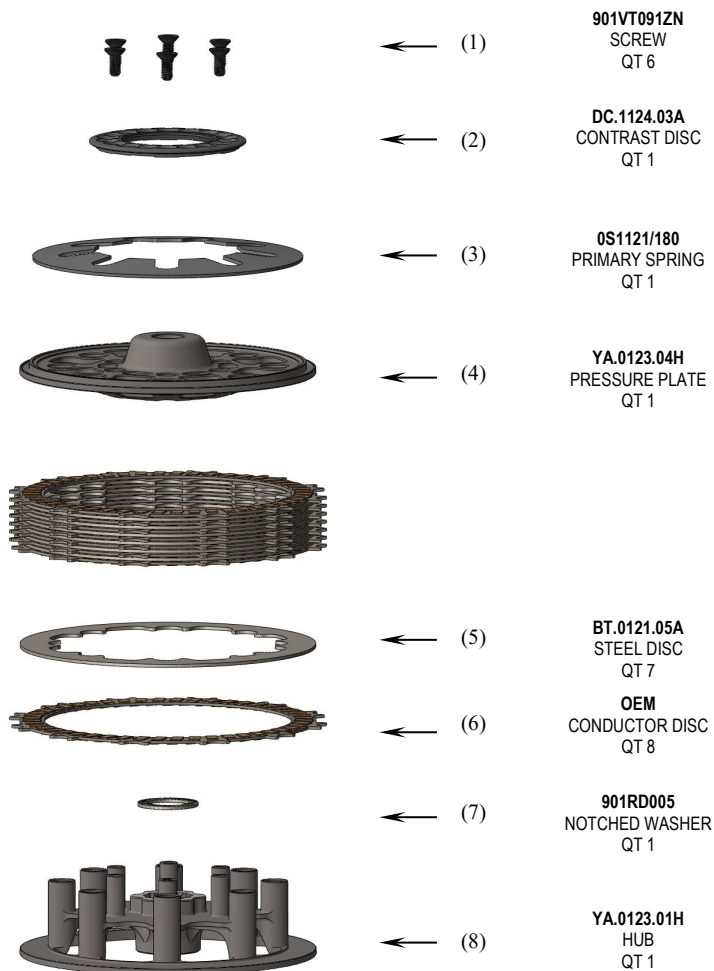 (1)
901VT091ZN
SCREW
QT 6
(2)
DC.1124.03A
CONTRAST DISC
QT 1
(3)
0S1121/180
PRIMARY SPRING
QT 1
(4)
YA.0123.04H
PRESSURE PLATE
QT 1
(5)
BT.0121.05A
STEEL DISC
QT 7
(6)
OEM
CONDUCTOR DISC
QT 8
(7)
901RD005
NOTCHED WASHER
QT 1
(8)
YA.0123.01H
HUB
QT 1